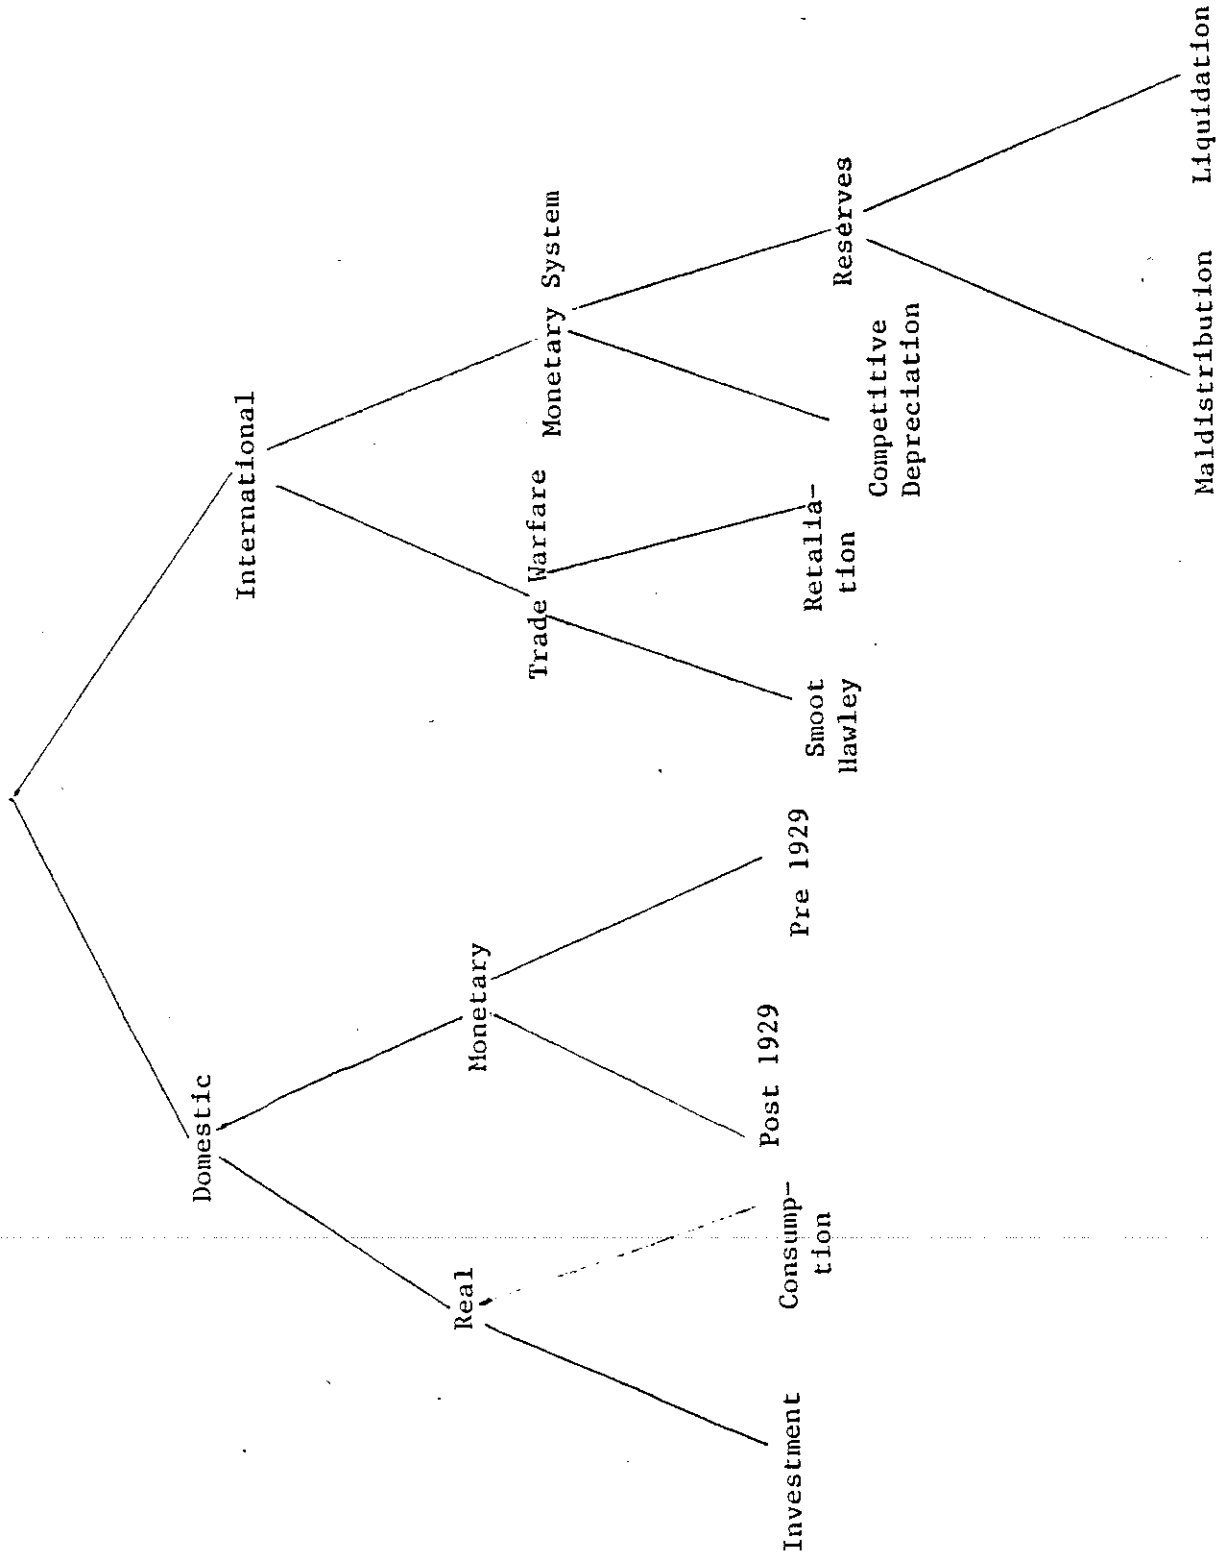 Domestic
International
Real
Monetary
Trade Warfare
Monetary System
Investment
Consump-
tion
Post 1929
Pre 1929
Smoot
Hawley
Retalia-
tion
Competitive
Depreciation
Reserves
Maldistribution
Liquidation